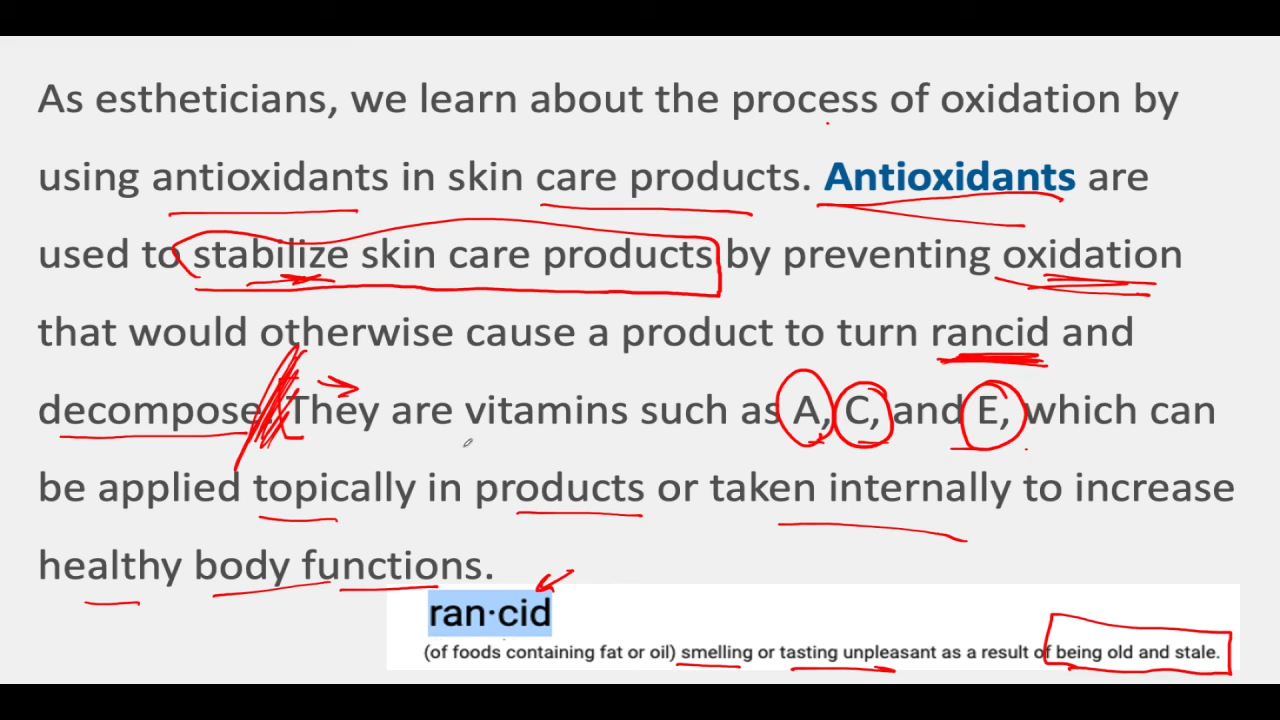 As estheticians, we learn about the process of oxidation by
using antioxidants in skin care products. Antioxidants are
used to stabilize skin care products by preventing oxidation
that would otherwise cause a product to turn rancid and
decompose. They are vitamins such as A, C, and E, which can
be applied topically in products or taken internally to increase
healthy body functions.
ran·cid
(of foods containing fat or oil) smelling or tasting unpleasant as a result of being old and stale.